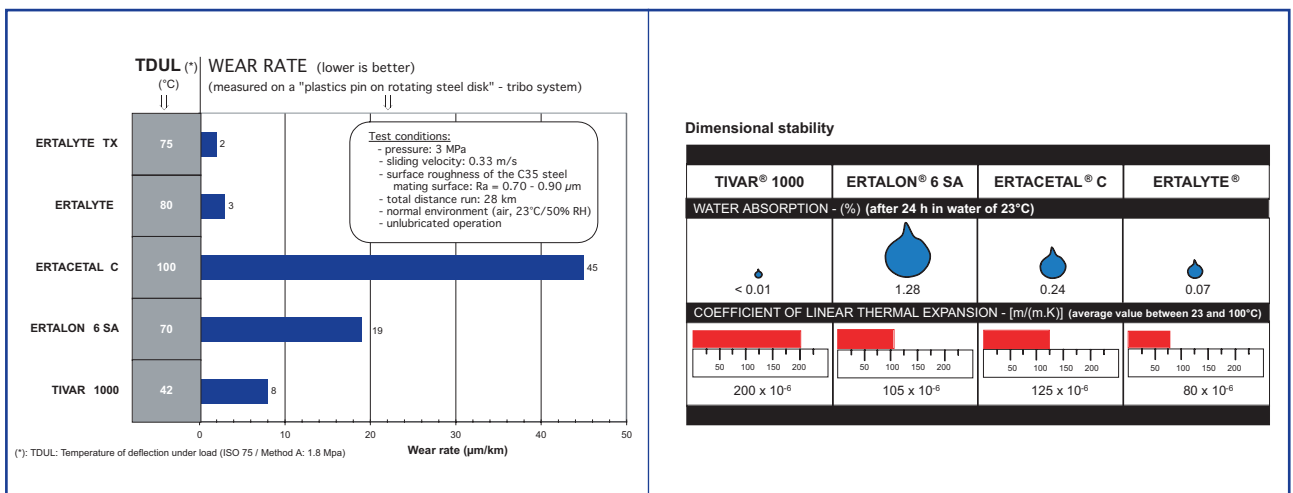 TDUL (*)
(°C)
WEAR RATE (lower is better)
(measured on a "plastics pin on rotating steel disk" - tribo system)
Test conditions:
- pressure: 3 MPa
- sliding velocity: 0.33 m/s
- surface roughness of the C35 steel
mating surface: Ra = 0.70 - 0.90 µm
- total distance run: 28 km
- normal environment (air, 23°C/50% RH)
- unlubricated operation
ERTALYTE TX 75 2
ERTALYTE 80 3
ERTACETAL C 100 45
ERTALON 6 SA 70 19
TIVAR 1000 42 8
0 10 20 30 40 50
Wear rate (µm/km)
(*): TDUL: Temperature of deflection under load (ISO 75 / Method A: 1.8 Mpa)
Dimensional stability
TIVAR® 1000 ERTALON® 6 SA ERTACETAL® C ERTALYTE®
WATER ABSORPTION - (%) (after 24 h in water of 23°C)
< 0.01 1.28 0.24 0.07
COEFFICIENT OF LINEAR THERMAL EXPANSION - [m/(m.K)] (average value between 23 and 100°C)
50 100 150 200 50 100 150 200 50 100 150 200 50 100 150 200
200 x 10⁻⁶ 105 x 10⁻⁶ 125 x 10⁻⁶ 80 x 10⁻⁶